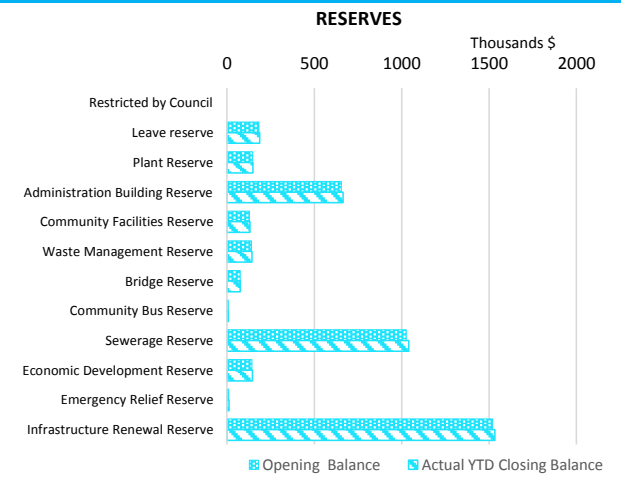 RESERVES
Thousands $
0 500 1000 1500 2000
Restricted by Council
Leave reserve
Plant Reserve
Administration Building Reserve
Community Facilities Reserve
Waste Management Reserve
Bridge Reserve
Community Bus Reserve
Sewerage Reserve
Economic Development Reserve
Emergency Relief Reserve
Infrastructure Renewal Reserve
Opening Balance Actual YTD Closing Balance